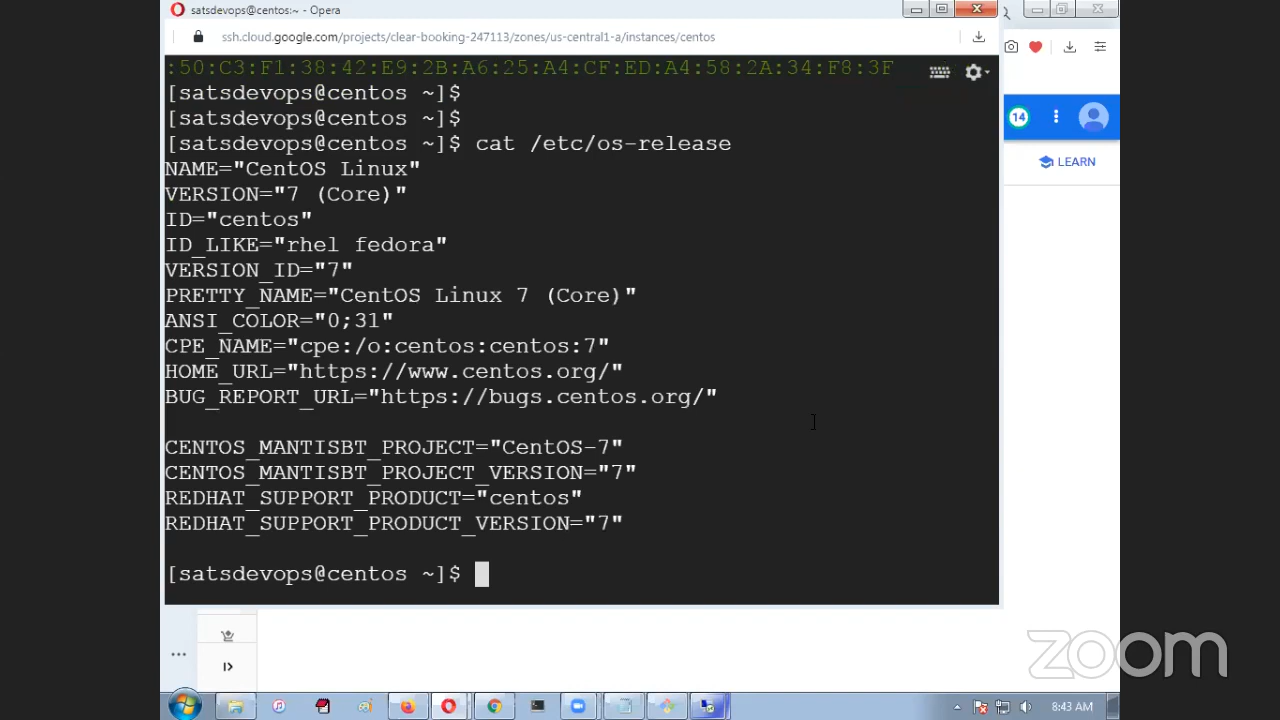 satsdevops@centos:~ - Opera
ssh.cloud.google.com/projects/clear-booking-247113/zones/us-central1-a/instances/centos
:50:C3:F1:38:42:E9:2B:A6:25:A4:CF:ED:A4:58:2A:34:F8:3F
[satsdevops@centos ~]$
[satsdevops@centos ~]$
[satsdevops@centos ~]$ cat /etc/os-release
NAME="CentOS Linux"
VERSION="7 (Core)"
ID="centos"
ID_LIKE="rhel fedora"
VERSION_ID="7"
PRETTY_NAME="CentOS Linux 7 (Core)"
ANSI_COLOR="0;31"
CPE_NAME="cpe:/o:centos:centos:7"
HOME_URL="https://www.centos.org/"
BUG_REPORT_URL="https://bugs.centos.org/"
CENTOS_MANTISBT_PROJECT="CentOS-7"
CENTOS_MANTISBT_PROJECT_VERSION="7"
REDHAT_SUPPORT_PRODUCT="centos"
REDHAT_SUPPORT_PRODUCT_VERSION="7"
[satsdevops@centos ~]$
14
LEARN
zoom
8:43 AM